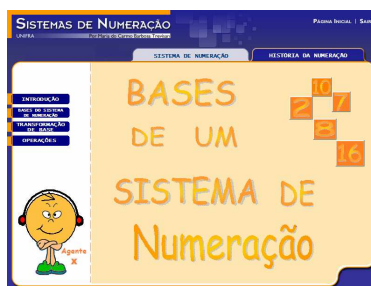 SISTEMAS DE NUMERAÇÃO
UNIFRA
Por Maria do Carmo Barbosa Trevisan
PÁGINA INICIAL | SAIR
SISTEMA DE NUMERAÇÃO
HISTÓRIA DA NUMERAÇÃO
INTRODUÇÃO
BASES DO SISTEMA
DE NUMERAÇÃO
TRANSFORMAÇÃO
DE BASE
OPERAÇÕES
BASES
DE UM
SISTEMA DE
Numeração
10
2
7
8
16
Agente
X